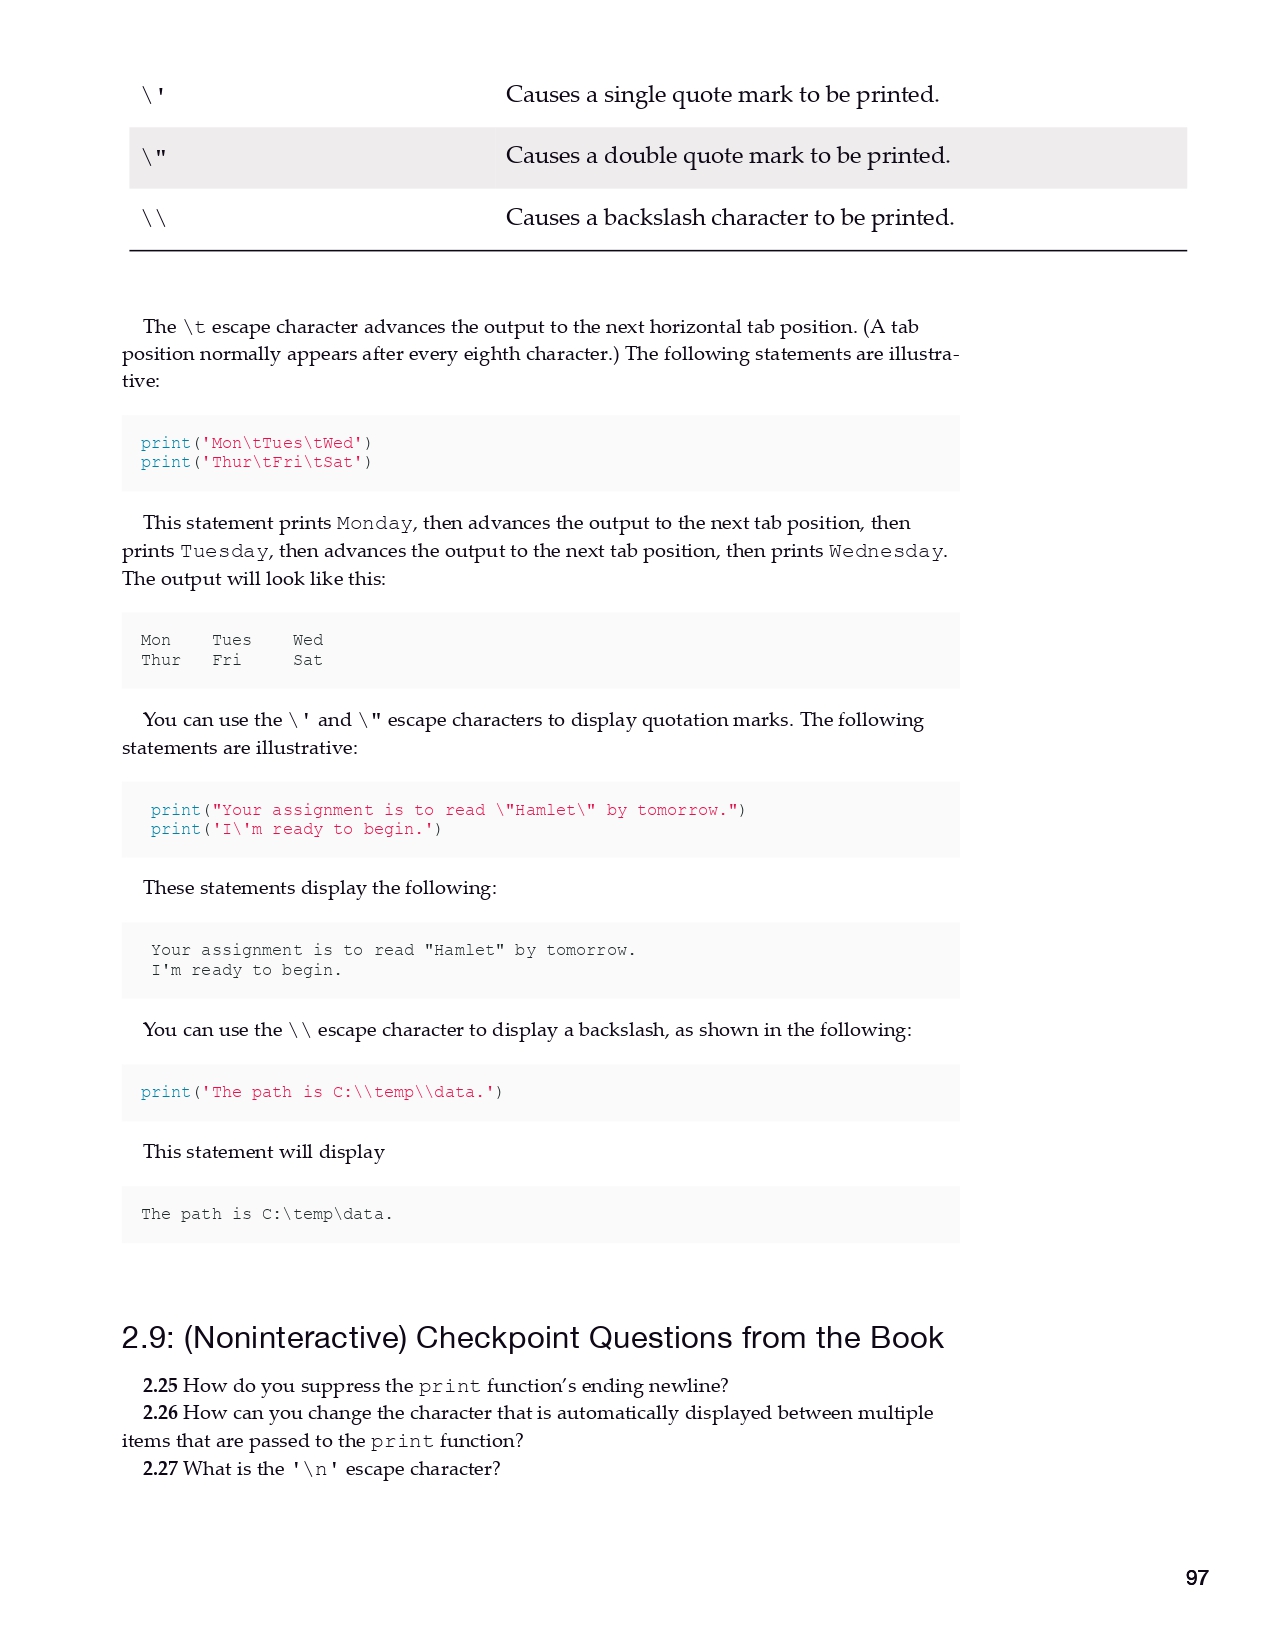 \' Causes a single quote mark to be printed.
\" Causes a double quote mark to be printed.
\\ Causes a backslash character to be printed.
The \t escape character advances the output to the next horizontal tab position. (A tab
position normally appears after every eighth character.) The following statements are illustra-
tive:
print('Mon\tTues\tWed')
print('Thur\tFri\tSat')
This statement prints Monday, then advances the output to the next tab position, then
prints Tuesday, then advances the output to the next tab position, then prints Wednesday.
The output will look like this:
Mon    Tues    Wed
Thur   Fri     Sat
You can use the \' and \" escape characters to display quotation marks. The following
statements are illustrative:
print("Your assignment is to read \"Hamlet\" by tomorrow.")
print('I\'m ready to begin.')
These statements display the following:
Your assignment is to read "Hamlet" by tomorrow.
I'm ready to begin.
You can use the \\ escape character to display a backslash, as shown in the following:
print('The path is C:\\temp\\data.')
This statement will display
The path is C:\temp\data.
2.9: (Noninteractive) Checkpoint Questions from the Book
2.25 How do you suppress the print function’s ending newline?
2.26 How can you change the character that is automatically displayed between multiple
items that are passed to the print function?
2.27 What is the '\n' escape character?
97